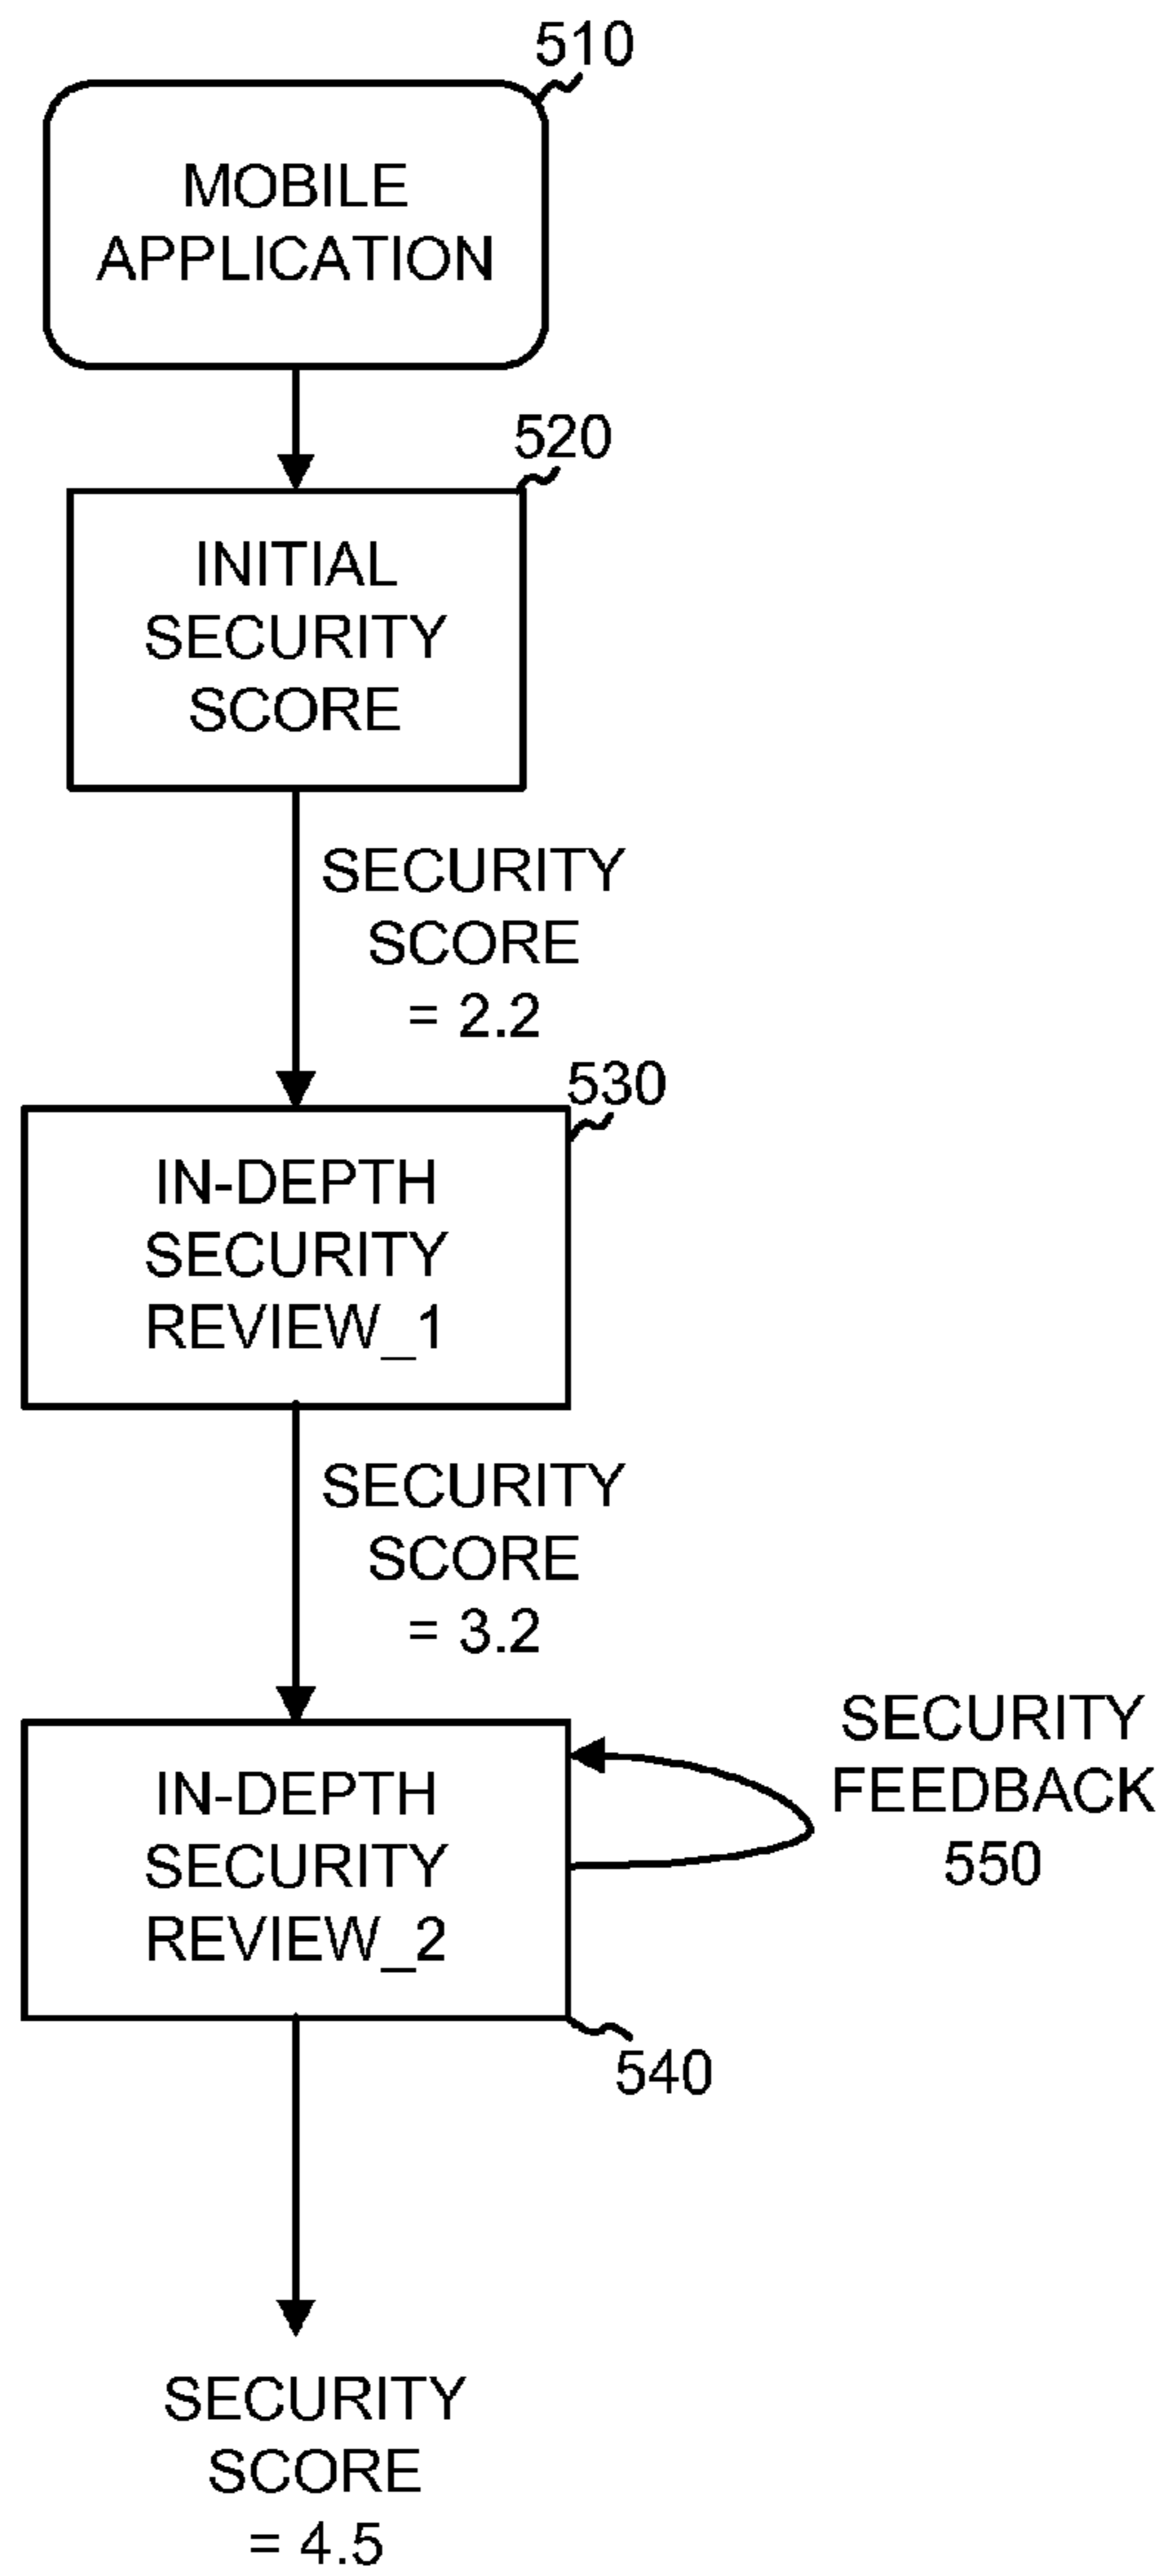 510
MOBILE
APPLICATION
520
INITIAL
SECURITY
SCORE
SECURITY
SCORE
= 2.2
530
IN-DEPTH
SECURITY
REVIEW_1
SECURITY
SCORE
= 3.2
SECURITY
FEEDBACK
550
IN-DEPTH
SECURITY
REVIEW_2
540
SECURITY
SCORE
= 4.5